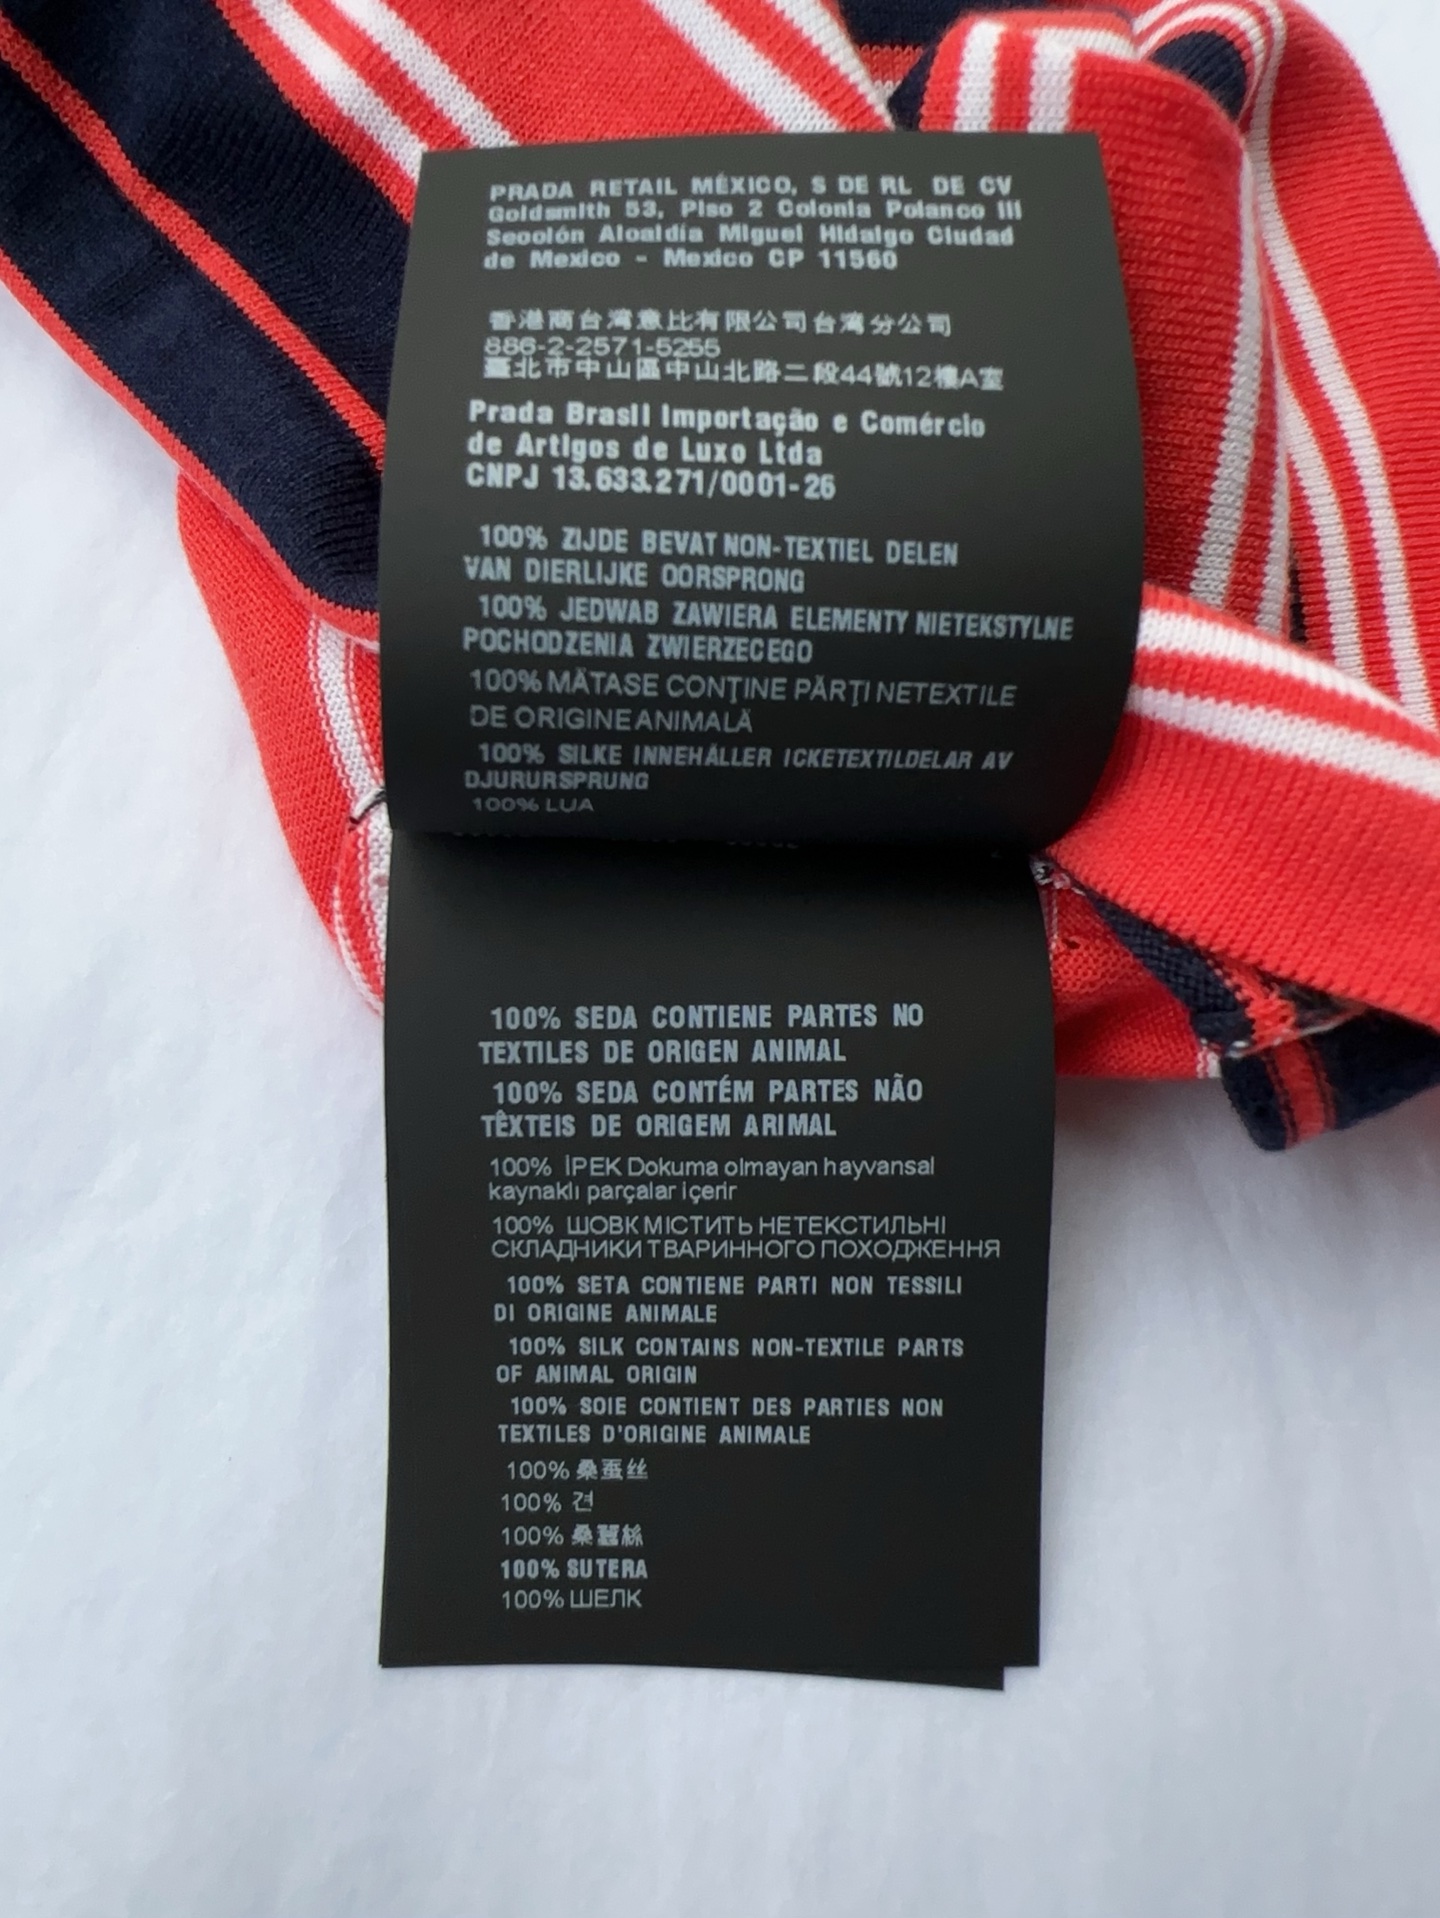 PRADA RETAIL MÉXICO, S DE RL DE CV
Goldsmith 53, Piso 2 Colonia Polanco III
Sección Alcaldía Miguel Hidalgo Ciudad
de Mexico - Mexico CP 11560
香港商台灣意比有限公司台灣分公司
886-2-2571-5255
臺北市中山區中山北路二段44號12樓A室
Prada Brasil Importação e Comércio
de Artigos de Luxo Ltda
CNPJ 13.633.271/0001-26
100% ZIJDE BEVAT NON-TEXTIEL DELEN
VAN DIERLIJKE OORSPRONG
100% JEDWAB ZAWIERA ELEMENTY NIETEKSTYLNE
POCHODZENIA ZWIERZECEGO
100% MĂTASE CONŢINE PĂRŢI NETEXTILE
DE ORIGINE ANIMALĂ
100% SILKE INNEHÅLLER ICKETEXTILDELAR AV
DJURURSPRUNG
100% LUA
100% SEDA CONTIENE PARTES NO
TEXTILES DE ORIGEN ANIMAL
100% SEDA CONTÉM PARTES NÃO
TÊXTEIS DE ORIGEM ARIMAL
100% İPEK Dokuma olmayan hayvansal
kaynaklı parçalar içerir
100% ШОВК МІСТИТЬ НЕТЕКСТИЛЬНІ
СКЛАДНИКИ ТВАРИННОГО ПОХОДЖЕННЯ
100% SETA CONTIENE PARTI NON TESSILI
DI ORIGINE ANIMALE
100% SILK CONTAINS NON-TEXTILE PARTS
OF ANIMAL ORIGIN
100% SOIE CONTIENT DES PARTIES NON
TEXTILES D'ORIGINE ANIMALE
100% 桑蚕丝
100% 견
100% 桑蠶絲
100% SUTERA
100% ШЕЛК